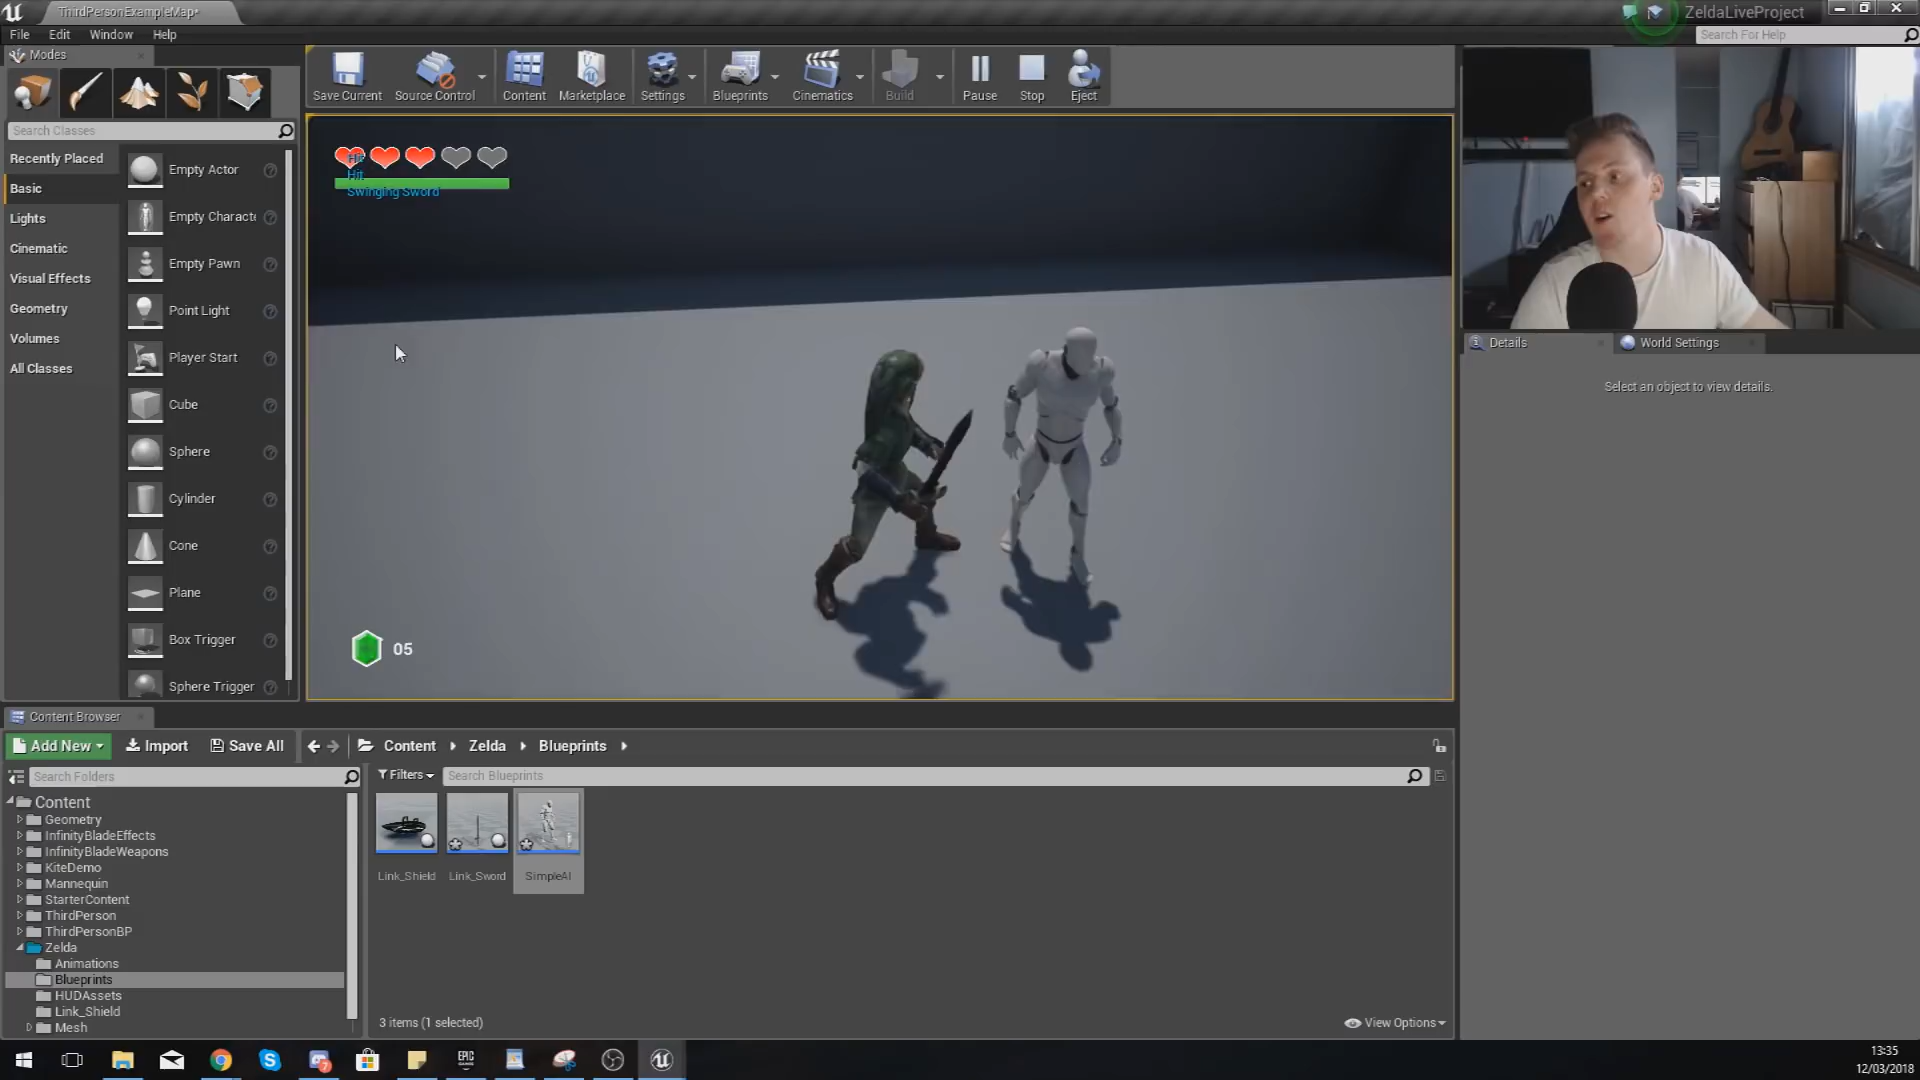 ThirdPersonExampleMap*
ZeldaLiveProject
File Edit Window Help
Search For Help
Modes
Save Current
Source Control
Content
Marketplace
Settings
Blueprints
Cinematics
Build
Pause
Stop
Eject
Search Classes
Recently Placed
Basic
Lights
Cinematic
Visual Effects
Geometry
Volumes
All Classes
Empty Actor
Empty Characte
Empty Pawn
Point Light
Player Start
Cube
Sphere
Cylinder
Cone
Plane
Box Trigger
Sphere Trigger
Hit
Hit
Swinging Sword
05
Details
World Settings
Select an object to view details.
Content Browser
Add New
Import
Save All
Content
Zelda
Blueprints
Search Folders
Filters
Search Blueprints
Content
Geometry
InfinityBladeEffects
InfinityBladeWeapons
KiteDemo
Mannequin
StarterContent
ThirdPerson
ThirdPersonBP
Zelda
Animations
Blueprints
HUDAssets
Link_Shield
Mesh
Link_Shield
Link_Sword
SimpleAI
3 items (1 selected)
View Options
EPIC
7
13:35
12/03/2018